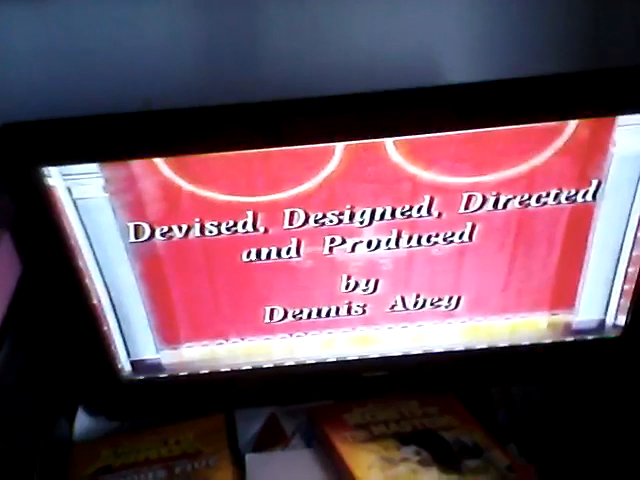 Devised, Designed, Directed
and Produced
by
Dennis Abey